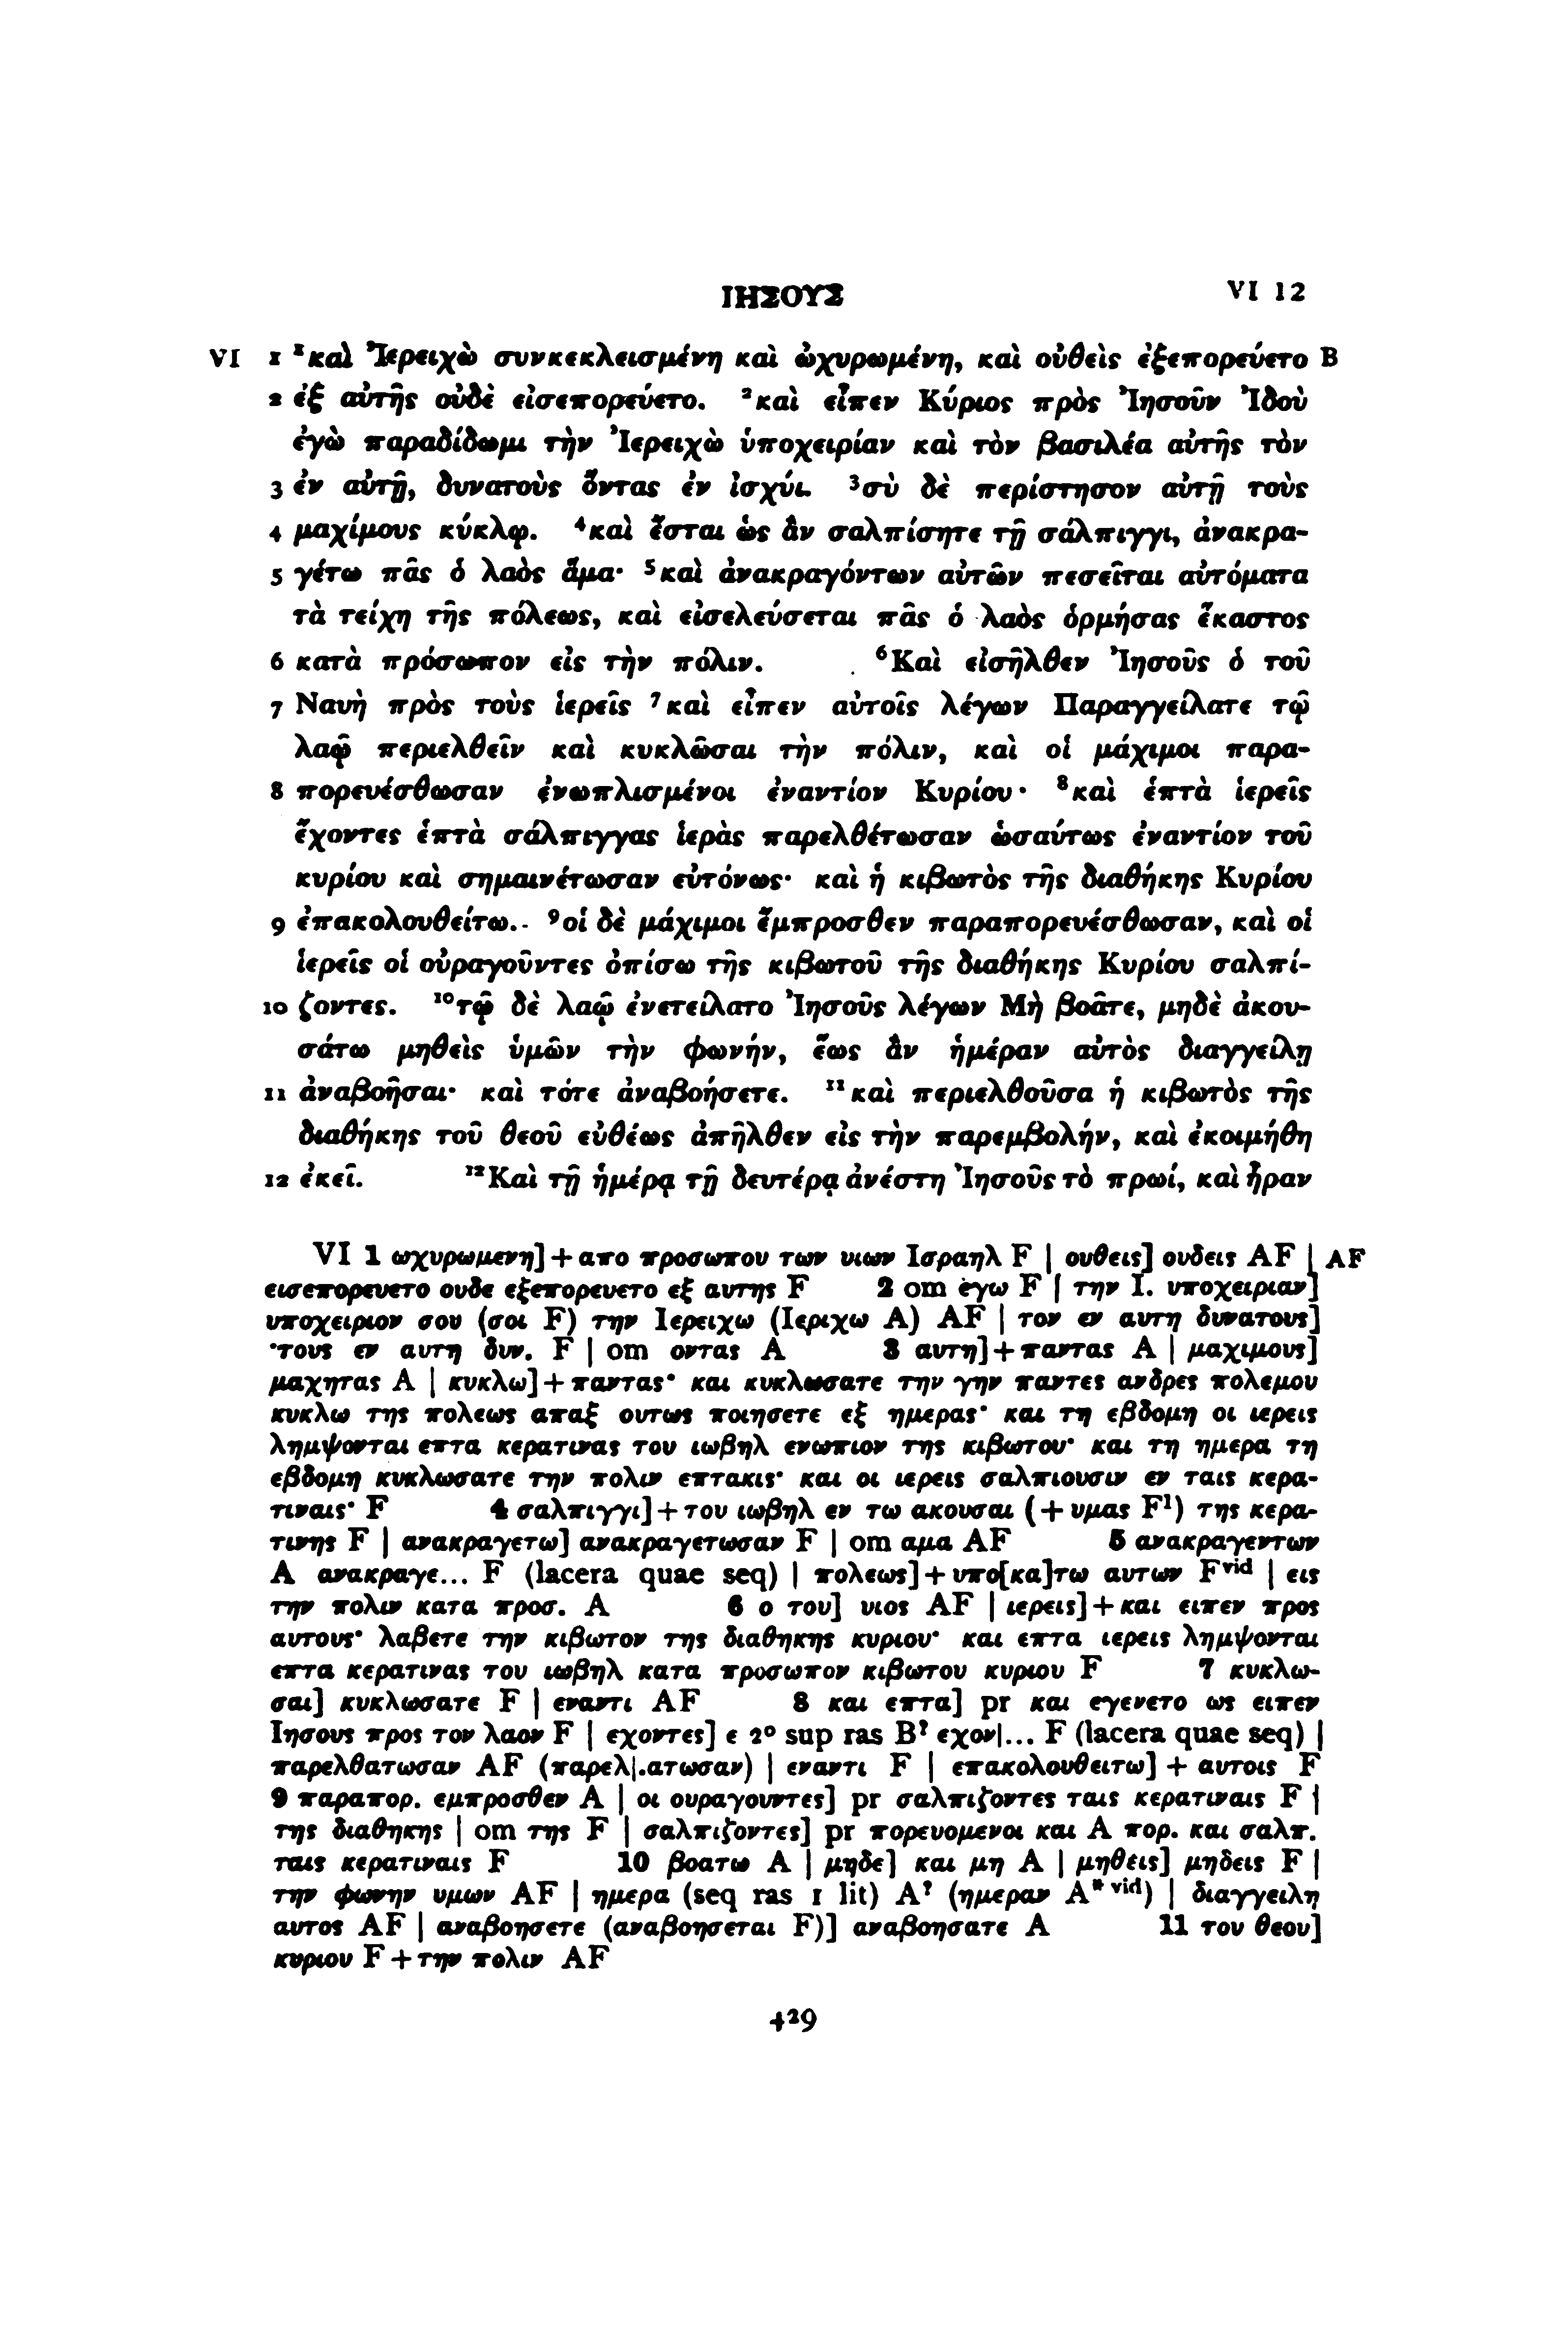 ΙΗΣΟΥΣ VI 12
VI 1 ¹καὶ Ἰερειχὼ συνκεκλεισμένη καὶ ὠχυρωμένη, καὶ οὐθεὶς ἐξεπορεύετο B
2 ἐξ αὐτῆς οὐδὲ εἰσεπορεύετο. ²καὶ εἶπεν Κύριος πρὸς Ἰησοῦν Ἰδοὺ
ἐγὼ παραδίδωμι τὴν Ἰερειχὼ ὑποχειρίαν καὶ τὸν βασιλέα αὐτῆς τὸν
3 ἐν αὐτῇ, δυνατοὺς ὄντας ἐν ἰσχύι. ³σὺ δὲ περίστησον αὐτῇ τοὺς
4 μαχίμους κύκλῳ. ⁴καὶ ἔσται ὡς ἂν σαλπίσητε τῇ σάλπιγγι, ἀνακρα-
5 γέτω πᾶς ὁ λαὸς ἅμα· ⁵καὶ ἀνακραγόντων αὐτῶν πεσεῖται αὐτόματα
τὰ τείχη τῆς πόλεως, καὶ εἰσελεύσεται πᾶς ὁ λαὸς ὁρμήσας ἕκαστος
6 κατὰ πρόσωπον εἰς τὴν πόλιν. ⁶Καὶ εἰσῆλθεν Ἰησοῦς ὁ τοῦ
7 Ναυὴ πρὸς τοὺς ἱερεῖς ⁷καὶ εἶπεν αὐτοῖς λέγων Παραγγείλατε τῷ
λαῷ περιελθεῖν καὶ κυκλῶσαι τὴν πόλιν, καὶ οἱ μάχιμοι παρα-
8 πορευέσθωσαν ἐνωπλισμένοι ἐναντίον Κυρίου· ⁸καὶ ἑπτὰ ἱερεῖς
ἔχοντες ἑπτὰ σάλπιγγας ἱερὰς παρελθέτωσαν ὡσαύτως ἐναντίον τοῦ
κυρίου καὶ σημαινέτωσαν εὐτόνως· καὶ ἡ κιβωτὸς τῆς διαθήκης Κυρίου
9 ἐπακολουθείτω. ⁹οἱ δὲ μάχιμοι ἔμπροσθεν παραπορευέσθωσαν, καὶ οἱ
ἱερεῖς οἱ οὐραγοῦντες ὀπίσω τῆς κιβωτοῦ τῆς διαθήκης Κυρίου σαλπί-
10 ζοντες. ¹⁰τῷ δὲ λαῷ ἐνετείλατο Ἰησοῦς λέγων Μὴ βοᾶτε, μηδὲ ἀκου-
σάτω μηθεὶς ὑμῶν τὴν φωνήν, ἕως ἂν ἡμέραν αὐτὸς διαγγείλῃ
11 ἀναβοῆσαι· καὶ τότε ἀναβοήσετε. ¹¹καὶ περιελθοῦσα ἡ κιβωτὸς τῆς
διαθήκης τοῦ θεοῦ εὐθέως ἀπῆλθεν εἰς τὴν παρεμβολήν, καὶ ἐκοιμήθη
12 ἐκεῖ. ¹²Καὶ τῇ ἡμέρᾳ τῇ δευτέρᾳ ἀνέστη Ἰησοῦς τὸ πρωί, καὶ ἦραν
VI 1 ωχυρωμενη] + απο προσωπου των υιων Ισραηλ F | ουθεις] ουδεις AF | AF
εισεπορευετο ουδε εξεπορευετο εξ αυτης F 2 om εγω F | την Ι. υποχειριαν]
υποχειριον σου (σοι F) την Ιερειχω (Ιεριχω A) AF | τον εν αυτη δυνατους]
τους εν αυτη δυν. F | om οντας A 3 αυτη] + παντας A | μαχιμους]
μαχητας A | κυκλω] + παντας· και κυκλωσατε την γην παντες ανδρες πολεμου
κυκλω της πολεως απαξ ουτως ποιησετε εξ ημερας· και τη εβδομη οι ιερεις
λημψονται επτα κερατινας του ιωβηλ ενωπιον της κιβωτου· και τη ημερα τη
εβδομη κυκλωσατε την πολιν επτακις· και οι ιερεις σαλπιουσιν εν ταις κερα-
τιναις· F 4 σαλπιγγι] + του ιωβηλ εν τω ακουσαι (+ υμας F¹) της κερα-
τινης F | ανακραγετω] ανακραγετωσαν F | om αμα AF 5 ανακραγεντων
A ανακραγε... F (lacera quae seq) | πολεως] + υπο[κα]τω αυτων Fᵛⁱᵈ | εις
την πολιν κατα προσ. A 6 ο του] υιος AF | ιερεις] + και ειπεν προς
αυτους· λαβετε την κιβωτον της διαθηκης κυριου· και επτα ιερεις λημψονται
επτα κερατινας του ιωβηλ κατα προσωπον κιβωτου κυριου F 7 κυκλω-
σαι] κυκλωσατε F | εναντι AF 8 και επτα] pr και εγενετο ως ειπεν
Ιησους προς τον λαον F | εχοντες] ε 2° sup ras B? εχον|... F (lacera quae seq) |
παρελθατωσαν AF (παρελ|.ατωσαν) | εναντι F | επακολουθειτω] + αυτοις F
9 παραπορ. εμπροσθεν A | οι ουραγουντες] pr σαλπιζοντες ταις κερατιναις F |
της διαθηκης | om της F | σαλπιζοντες] pr πορευομενοι και A πορ. και σαλπ.
ταις κερατιναις F 10 βοατω A | μηδε] και μη A | μηθεις] μηδεις F |
την φωνην υμων AF | ημερα (seq ras 1 lit) A? (ημεραν A* ᵛⁱᵈ) | διαγγειλη
αυτος AF | αναβοησετε (αναβοησεται F)] αναβοησατε A 11 του θεου]
κυριου F + την πολιν AF
429